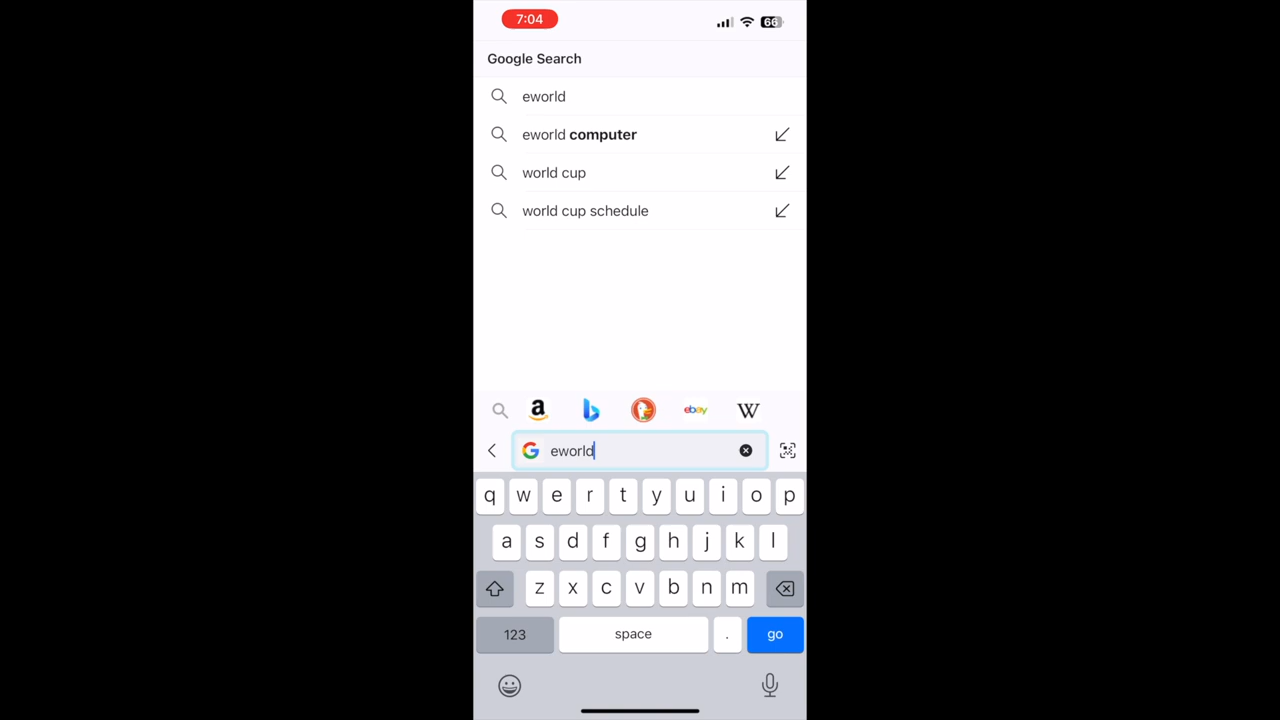 7:04
66
Google Search
eworld
eworld computer
world cup
world cup schedule
a
b
ebay
W
G
eworld
q w e r t y u i o p
a s d f g h j k l
z x c v b n m
123 space . go